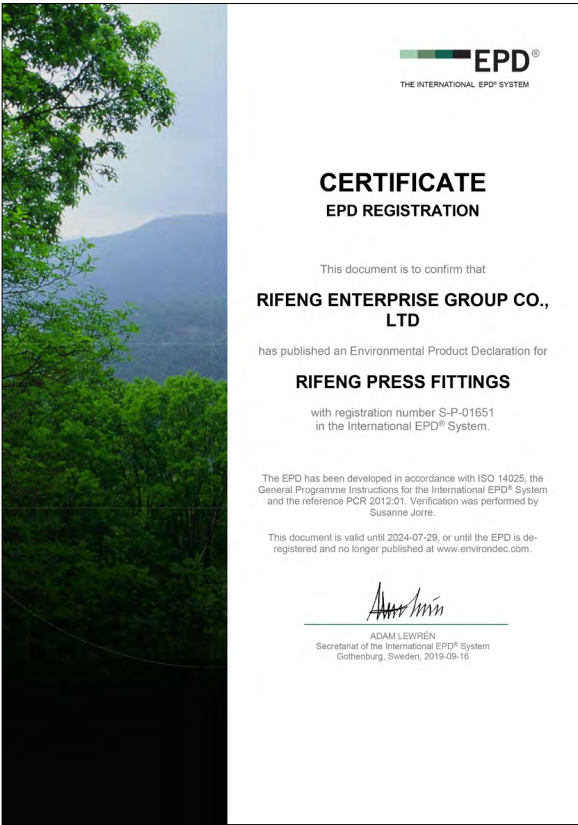 EPD®
THE INTERNATIONAL EPD® SYSTEM
CERTIFICATE
EPD REGISTRATION
This document is to confirm that
RIFENG ENTERPRISE GROUP CO.,
LTD
has published an Environmental Product Declaration for
RIFENG PRESS FITTINGS
with registration number S-P-01651
in the International EPD® System.
The EPD has been developed in accordance with ISO 14025, the
General Programme Instructions for the International EPD® System
and the reference PCR 2012:01. Verification was performed by
Susanne Jorre.
This document is valid until 2024-07-29, or until the EPD is de-
registered and no longer published at www.environdec.com.
ADAM LEWRÉN
Secretariat of the International EPD® System
Gothenburg, Sweden, 2019-09-16